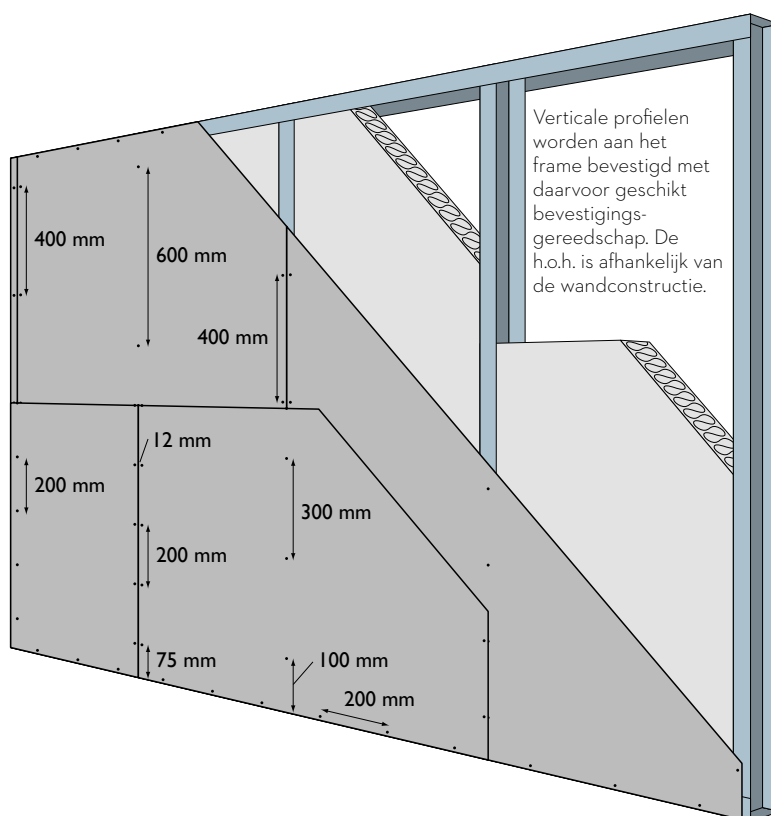 Verticale profielen
worden aan het
frame bevestigd met
daarvoor geschikt
bevestigings-
gereedschap. De
h.o.h. is afhankelijk van
de wandconstructie.
400 mm
600 mm
400 mm
12 mm
200 mm
300 mm
200 mm
75 mm
100 mm
200 mm